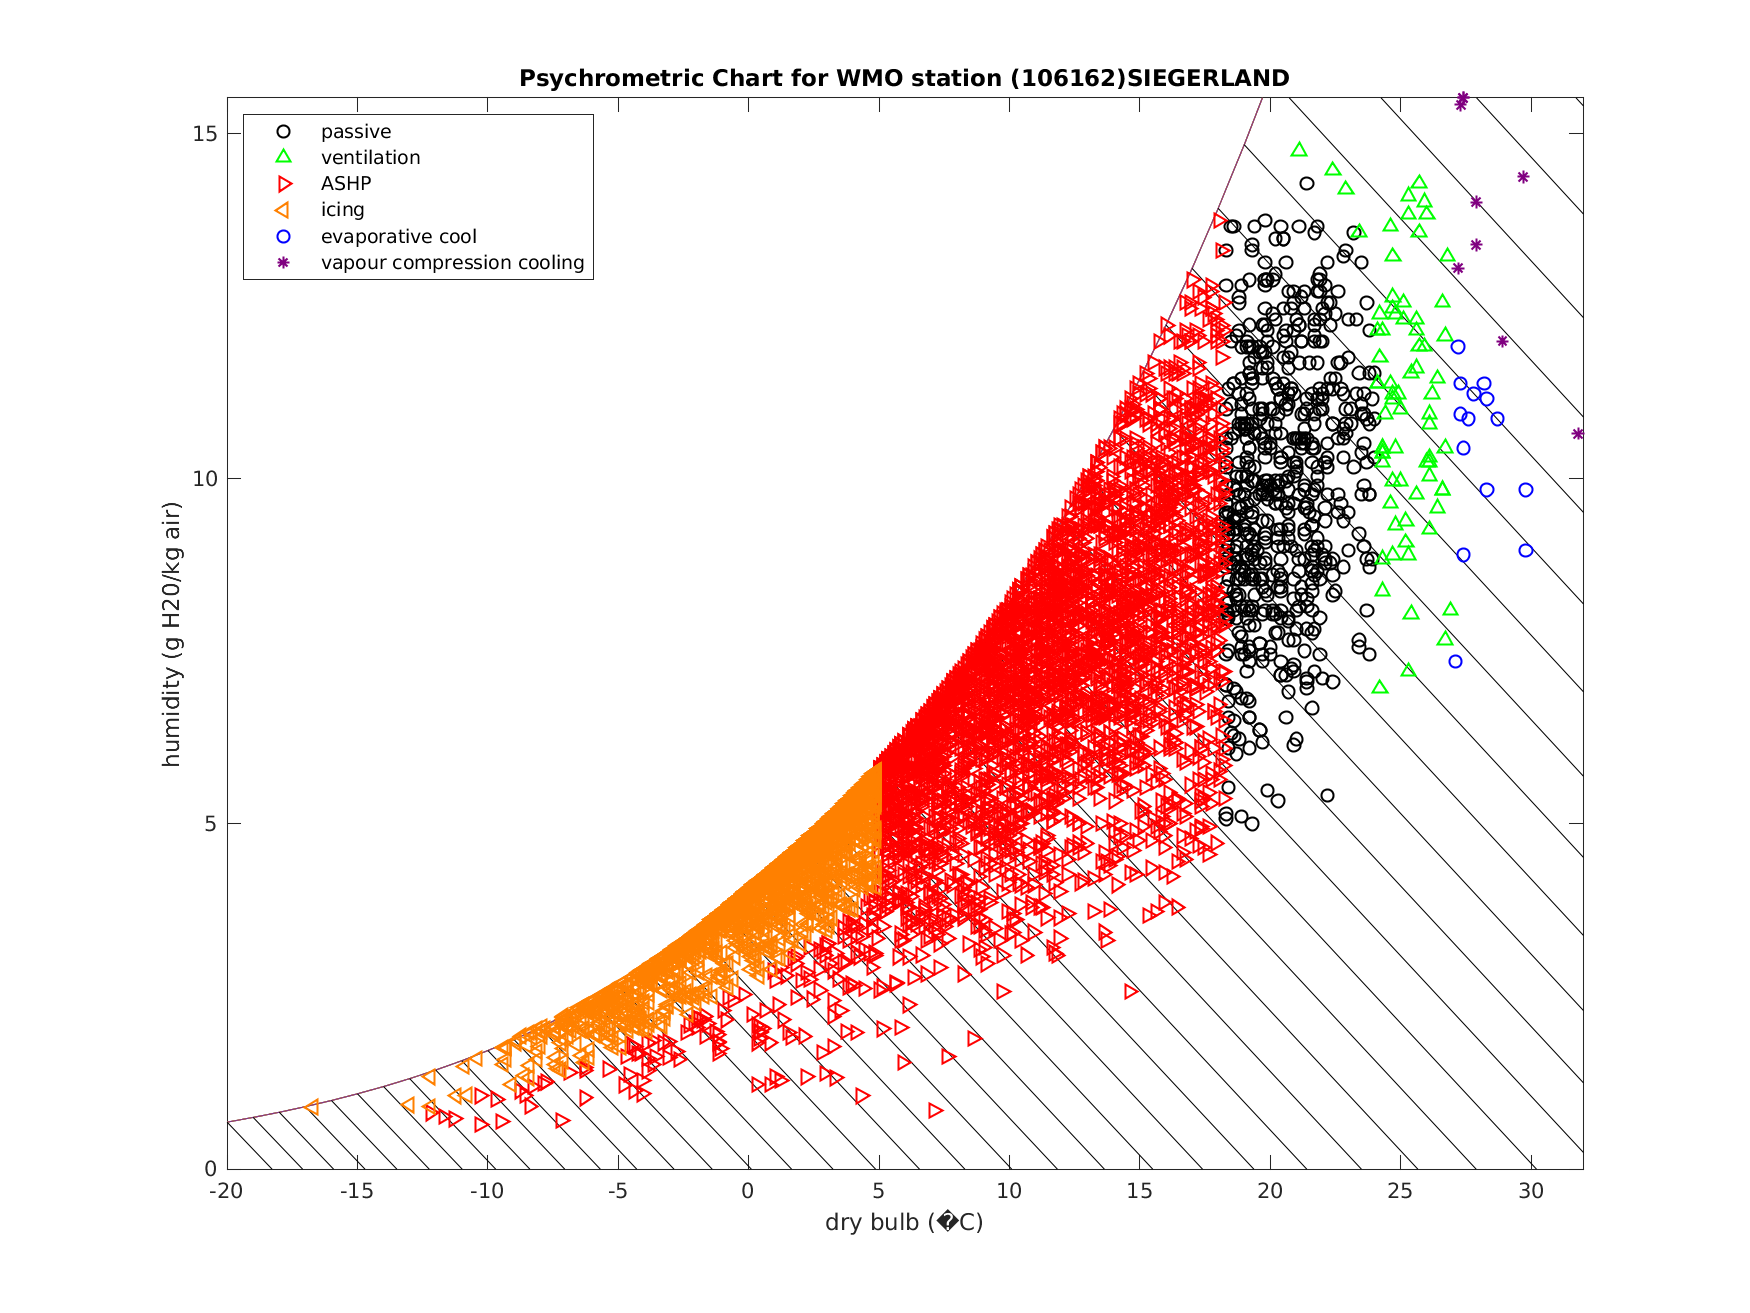 Psychrometric Chart for WMO station (106162)SIEGERLAND
passive
ventilation
ASHP
icing
evaporative cool
vapour compression cooling
humidity (g H20/kg air)
15
10
5
0
-20 -15 -10 -5 0 5 10 15 20 25 30
dry bulb (�C)